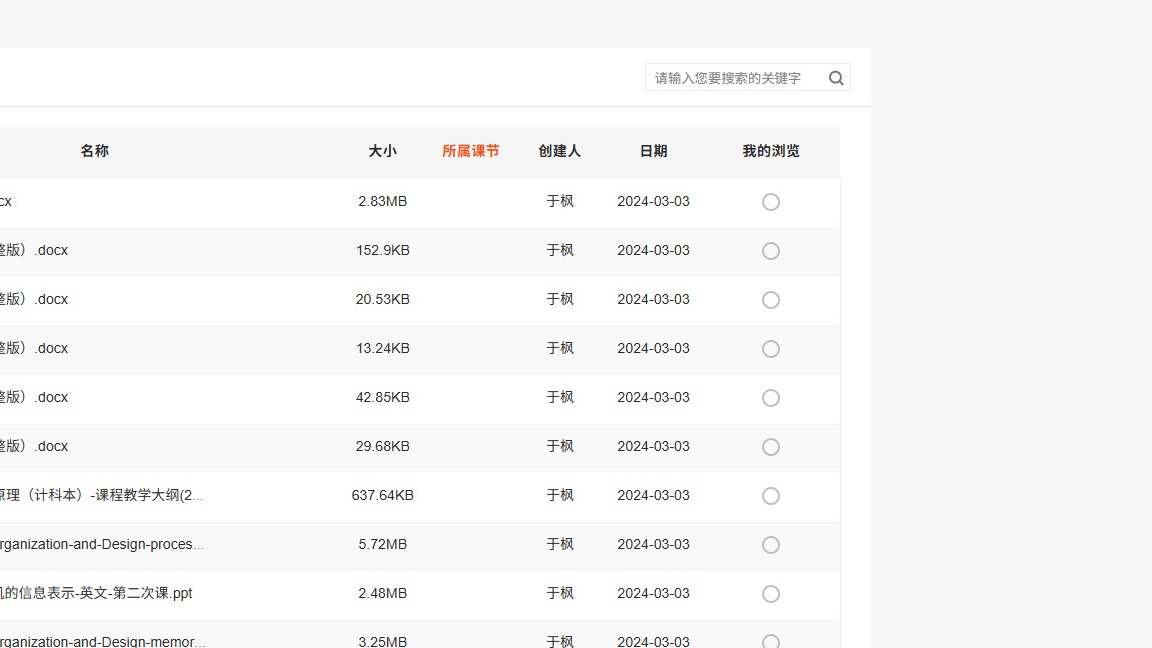 请输入您要搜索的关键字
名称 大小 所属课节 创建人 日期 我的浏览
cx 2.83MB 于枫 2024-03-03
整版）.docx 152.9KB 于枫 2024-03-03
整版）.docx 20.53KB 于枫 2024-03-03
整版）.docx 13.24KB 于枫 2024-03-03
整版）.docx 42.85KB 于枫 2024-03-03
整版）.docx 29.68KB 于枫 2024-03-03
原理（计科本）-课程教学大纲(2... 637.64KB 于枫 2024-03-03
rganization-and-Design-proces... 5.72MB 于枫 2024-03-03
机的信息表示-英文-第二次课.ppt 2.48MB 于枫 2024-03-03
rganization-and-Design-memor... 3.25MB 于枫 2024-03-03